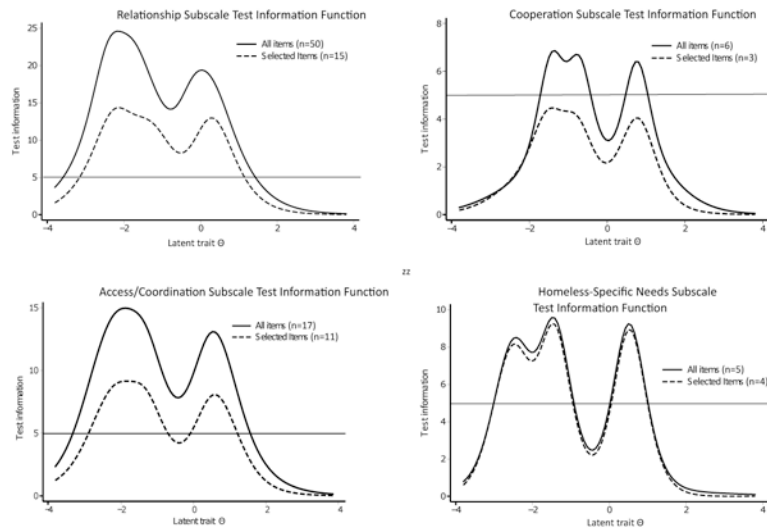 Relationship Subscale Test Information Function
25
20
15
10
5
0
Test information
All items (n=50)
Selected Items (n=15)
−4
−2
0
2
4
Latent trait Θ
Cooperation Subscale Test Information Function
8
6
4
2
0
Test information
All items (n=6)
Selected Items (n=3)
−4
−2
0
2
4
Latent trait Θ
zz
Access/Coordination Subscale Test Information Function
15
10
5
0
Test information
All items (n=17)
Selected Items (n=11)
−4
−2
0
2
4
Latent trait Θ
Homeless-Specific Needs Subscale
Test Information Function
10
8
6
4
2
0
Test information
All items (n=5)
Selected Items (n=4)
−4
−2
0
2
4
Latent trait Θ